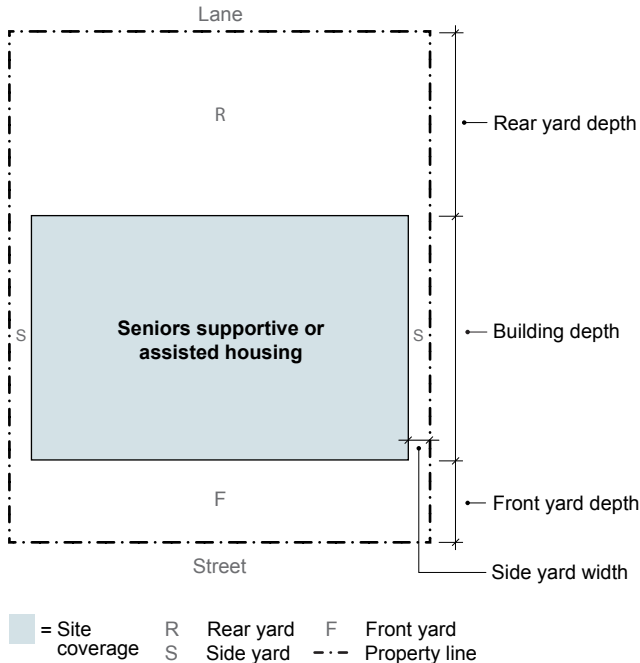 Lane
R
Rear yard depth
Seniors supportive or
assisted housing
S
S
Building depth
F
Front yard depth
Street
Side yard width
= Site
coverage
R Rear yard
F Front yard
S Side yard
Property line